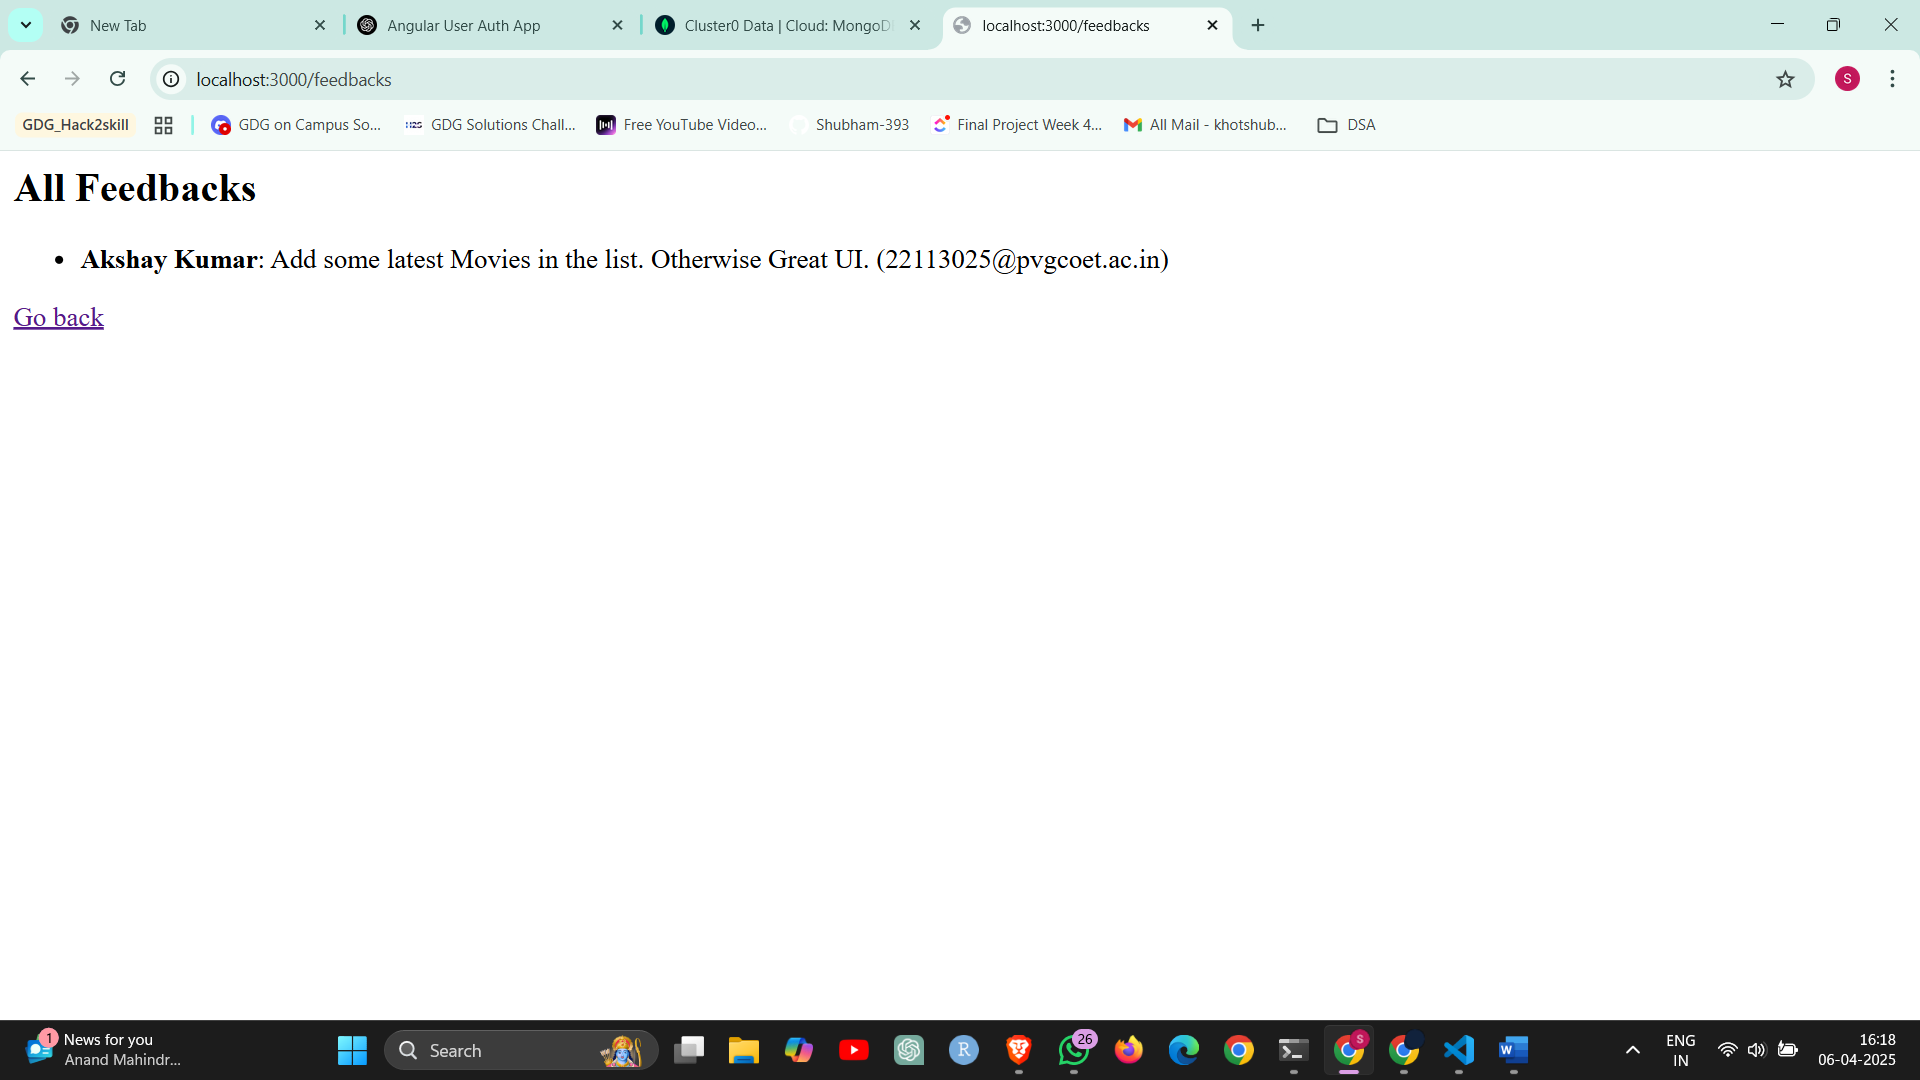 New Tab
Angular User Auth App
Cluster0 Data | Cloud: MongoD
localhost:3000/feedbacks
localhost:3000/feedbacks
S
GDG_Hack2skill
GDG on Campus So...
H2S
GDG Solutions Chall...
Free YouTube Video...
Shubham-393
Final Project Week 4...
All Mail - khotshub...
DSA
All Feedbacks
• Akshay Kumar: Add some latest Movies in the list. Otherwise Great UI. (22113025@pvgcoet.ac.in)
Go back
1
News for you
Anand Mahindr...
Search
R
26
S
W
ENG
IN
16:18
06-04-2025